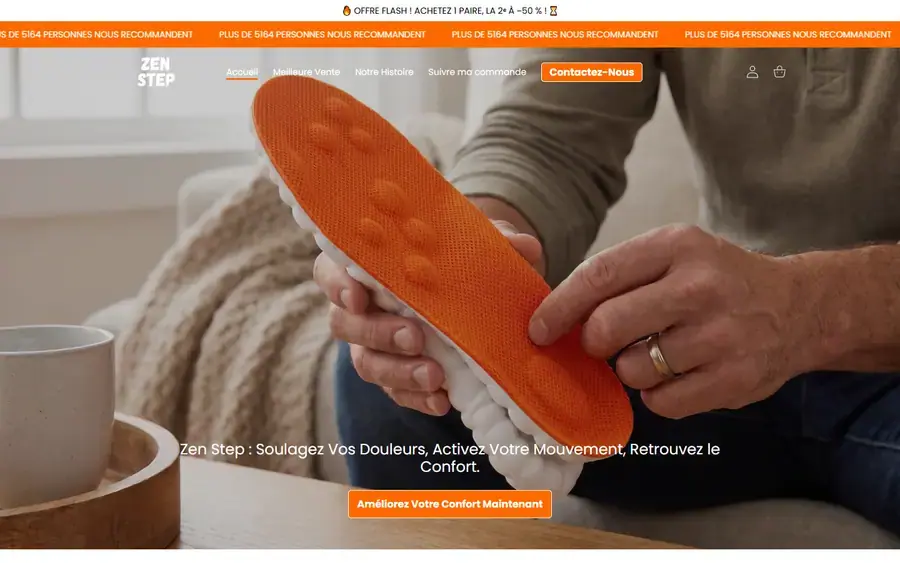 🔥 OFFRE FLASH ! ACHETEZ 1 PAIRE, LA 2ᵉ À −50 % ! ⏳
US DE 5164 PERSONNES NOUS RECOMMANDENT PLUS DE 5164 PERSONNES NOUS RECOMMANDENT PLUS DE 5164 PERSONNES NOUS RECOMMANDENT PLUS DE 5164 PERSONNES NOUS RECOMMANDENT
ZEN
STEP
Accueil Meilleure Vente Notre Histoire Suivre ma commande Contactez-Nous
Zen Step : Soulagez Vos Douleurs, Activez Votre Mouvement, Retrouvez le
Confort.
Améliorez Votre Confort Maintenant